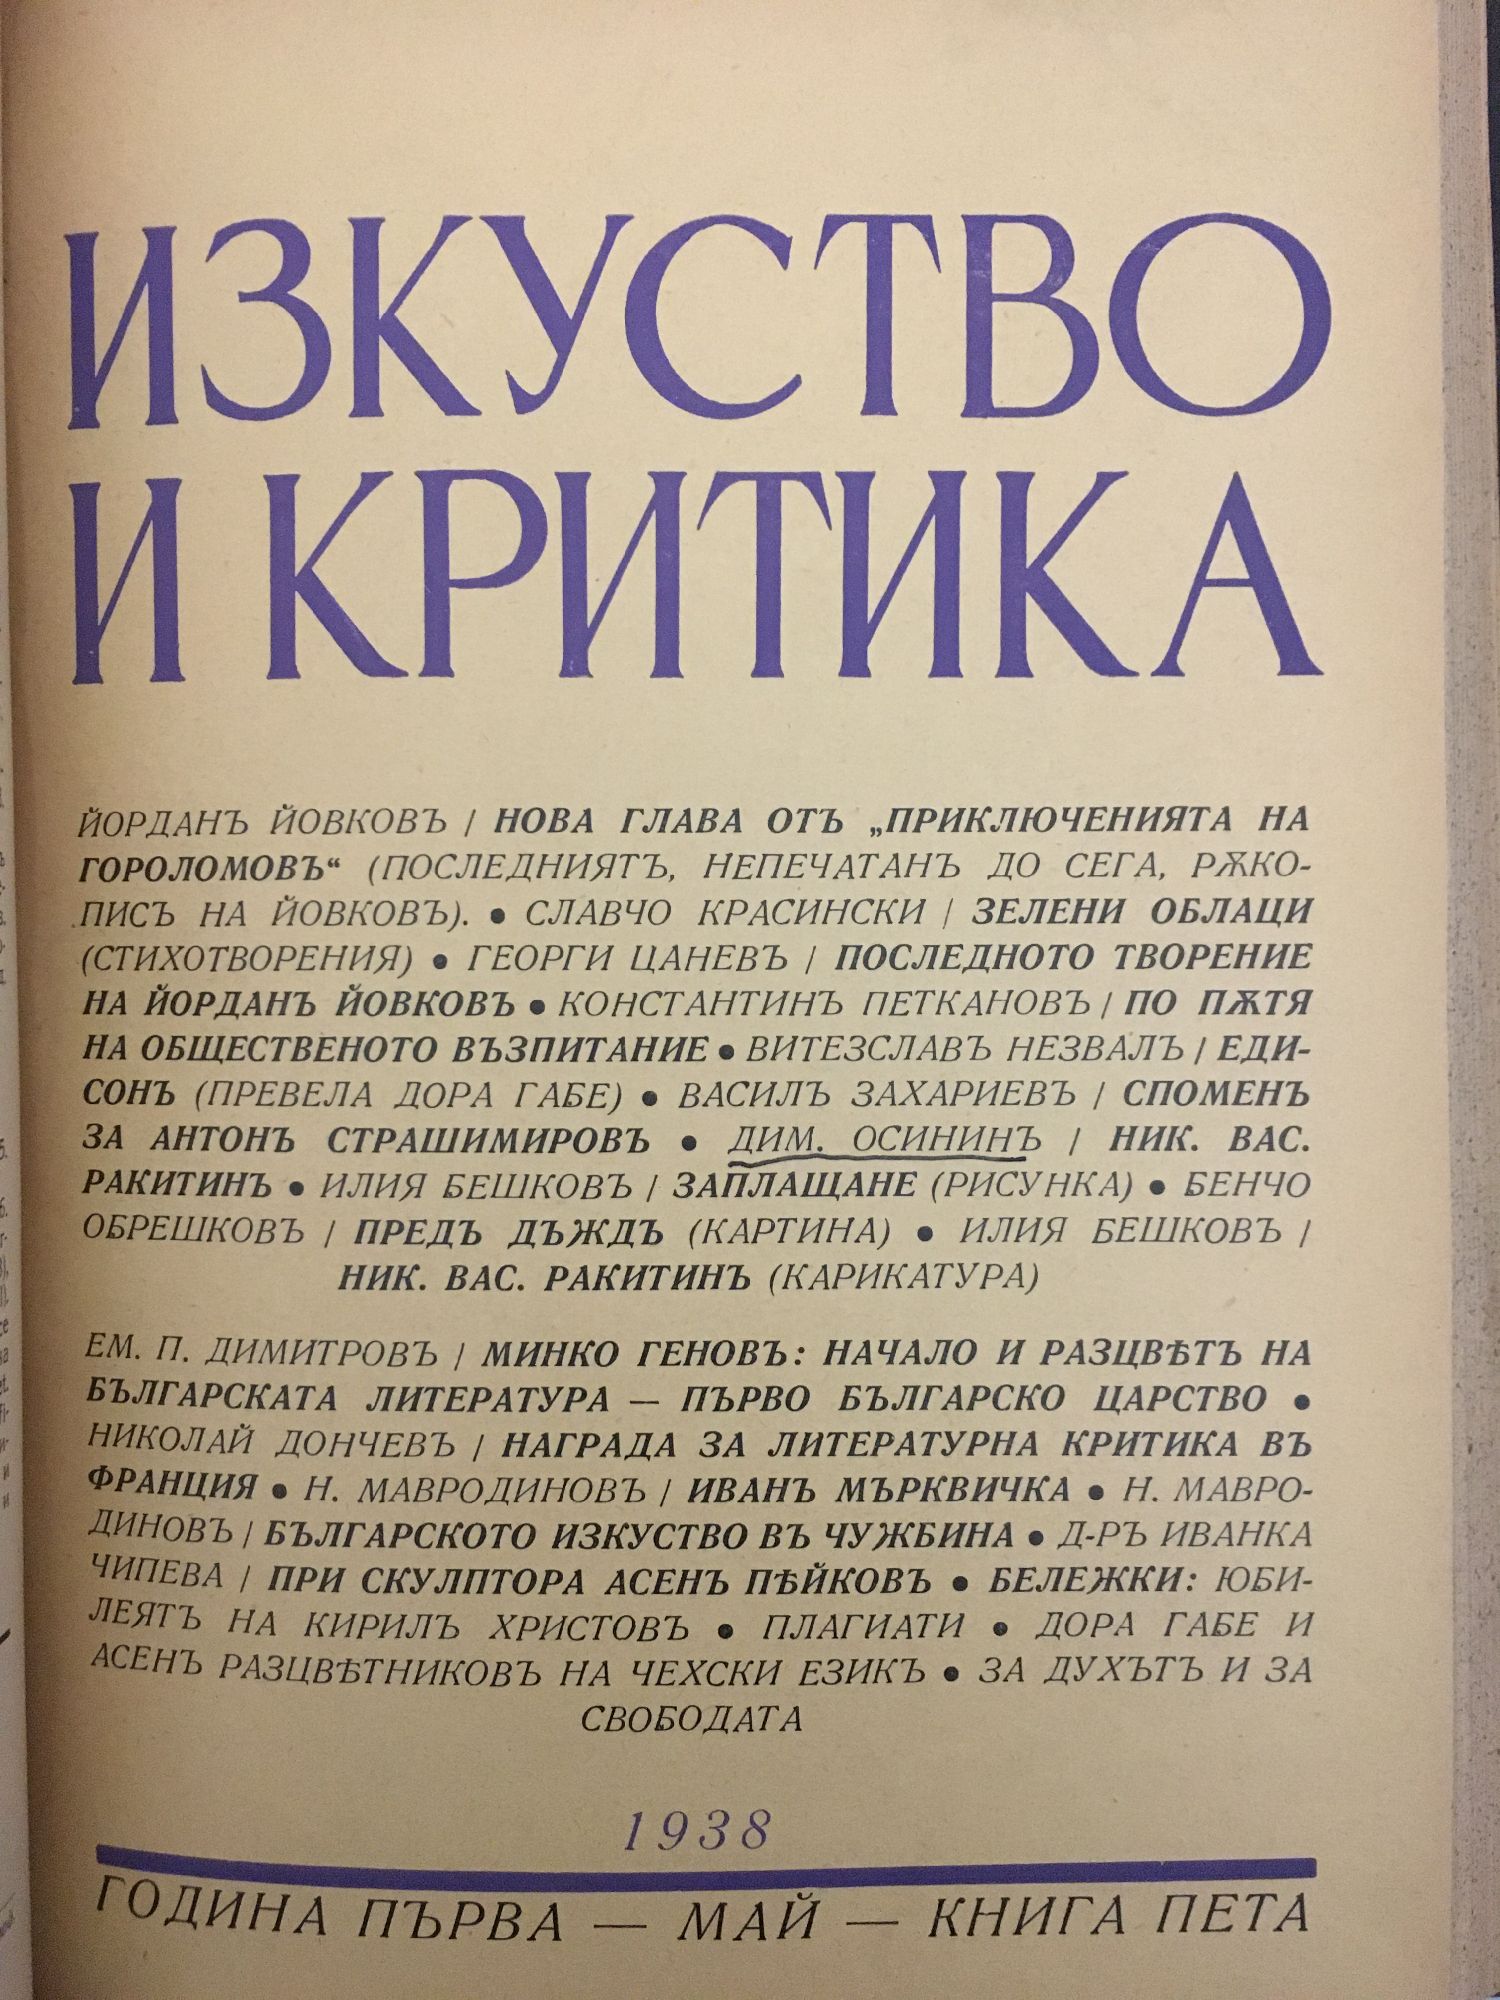 ИЗКУСТВО
И КРИТИКА
ЙОРДАНЪ ЙОВКОВЪ / НОВА ГЛАВА ОТЪ „ПРИКЛЮЧЕНИЯТА НА
ГОРОЛОМОВЪ“ (ПОСЛЕДНИЯТЪ, НЕПЕЧАТАНЪ ДО СЕГА, РѪКО-
ПИСЪ НА ЙОВКОВЪ). ● СЛАВЧО КРАСИНСКИ / ЗЕЛЕНИ ОБЛАЦИ
(СТИХОТВОРЕНИЯ) ● ГЕОРГИ ЦАНЕВЪ / ПОСЛЕДНОТО ТВОРЕНИЕ
НА ЙОРДАНЪ ЙОВКОВЪ ● КОНСТАНТИНЪ ПЕТКАНОВЪ / ПО ПѪТЯ
НА ОБЩЕСТВЕНОТО ВЪЗПИТАНИЕ ● ВИТЕЗСЛАВЪ НЕЗВАЛЪ / ЕДИ-
СОНЪ (ПРЕВЕЛА ДОРА ГАБЕ) ● ВАСИЛЪ ЗАХАРИЕВЪ / СПОМЕНЪ
ЗА АНТОНЪ СТРАШИМИРОВЪ ● ДИМ. ОСИНИНЪ / НИК. ВАС.
РАКИТИНЪ ● ИЛИЯ БЕШКОВЪ / ЗАПЛАЩАНЕ (РИСУНКА) ● БЕНЧО
ОБРЕШКОВЪ / ПРЕДЪ ДЪЖДЪ (КАРТИНА) ● ИЛИЯ БЕШКОВЪ /
НИК. ВАС. РАКИТИНЪ (КАРИКАТУРА)
ЕМ. П. ДИМИТРОВЪ / МИНКО ГЕНОВЪ: НАЧАЛО И РАЗЦВѢТЪ НА
БЪЛГАРСКАТА ЛИТЕРАТУРА — ПЪРВО БЪЛГАРСКО ЦАРСТВО ●
НИКОЛАЙ ДОНЧЕВЪ / НАГРАДА ЗА ЛИТЕРАТУРНА КРИТИКА ВЪ
ФРАНЦИЯ ● Н. МАВРОДИНОВЪ / ИВАНЪ МЪРКВИЧКА ● Н. МАВРО-
ДИНОВЪ / БЪЛГАРСКОТО ИЗКУСТВО ВЪ ЧУЖБИНА ● Д-РЪ ИВАНКА
ЧИПЕВА / ПРИ СКУЛПТОРА АСЕНЪ ПѢЙКОВЪ ● БЕЛЕЖКИ: ЮБИ-
ЛЕЯТЪ НА КИРИЛЪ ХРИСТОВЪ ● ПЛАГИАТИ ● ДОРА ГАБЕ И
АСЕНЪ РАЗЦВѢТНИКОВЪ НА ЧЕХСКИ ЕЗИКЪ ● ЗА ДУХЪТЪ И ЗА
СВОБОДАТА
1938
ГОДИНА ПЪРВА — МАЙ — КНИГА ПЕТА